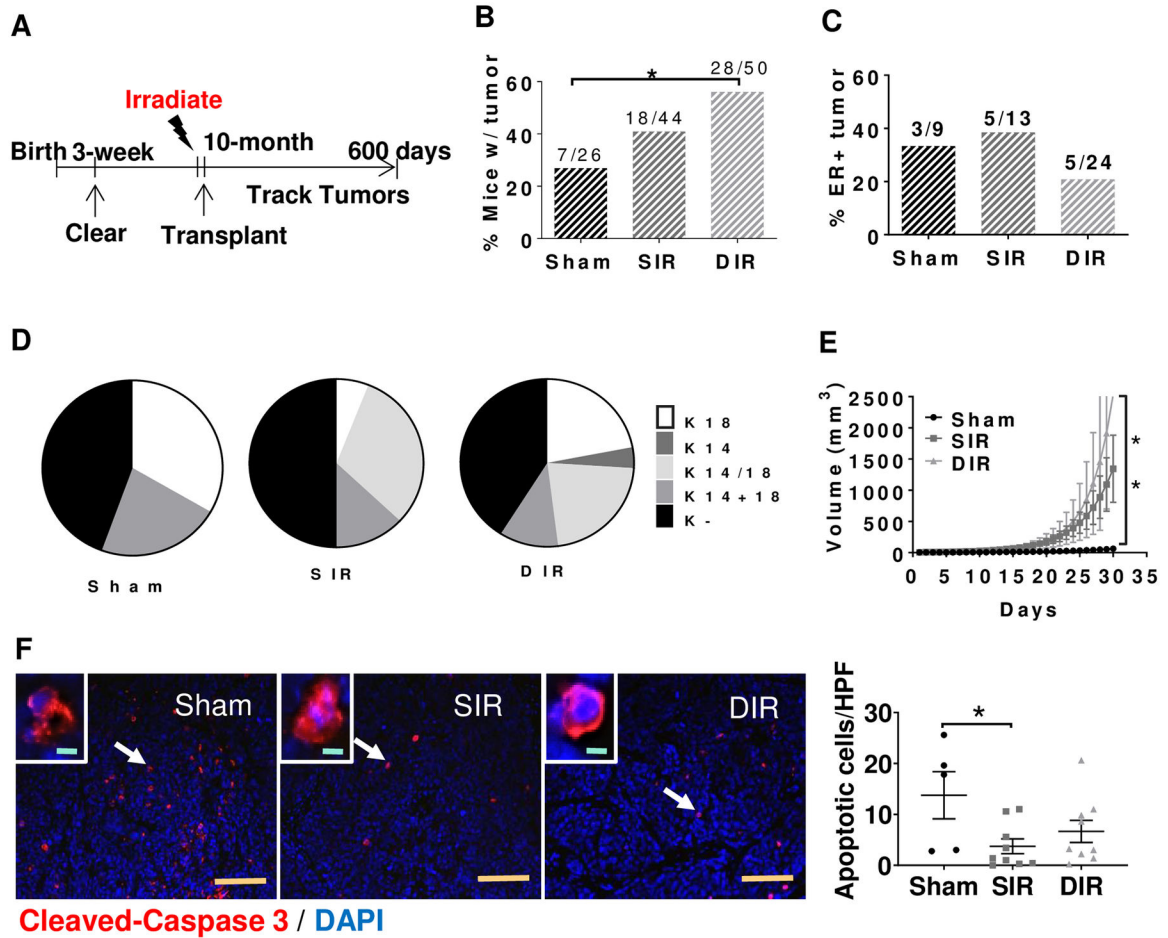 A
Irradiate
Birth 3-week 10-month 600 days
Track Tumors
Clear Transplant
B
% Mice w/ tumor
60
40
20
0
*
7/26
18/44
28/50
Sham SIR DIR
C
% ER+ tumor
60
40
20
0
3/9
5/13
5/24
Sham SIR DIR
D
Sham
SIR
DIR
K 18
K 14
K 14/18
K 14+18
K -
E
Volume (mm3)
2500
2000
1500
1000
500
0
Sham
SIR
DIR
*
*
0 5 10 15 20 25 30 35
Days
F
Sham
SIR
DIR
Cleaved-Caspase 3 / DAPI
Apoptotic cells/HPF
30
20
10
0
*
Sham SIR DIR